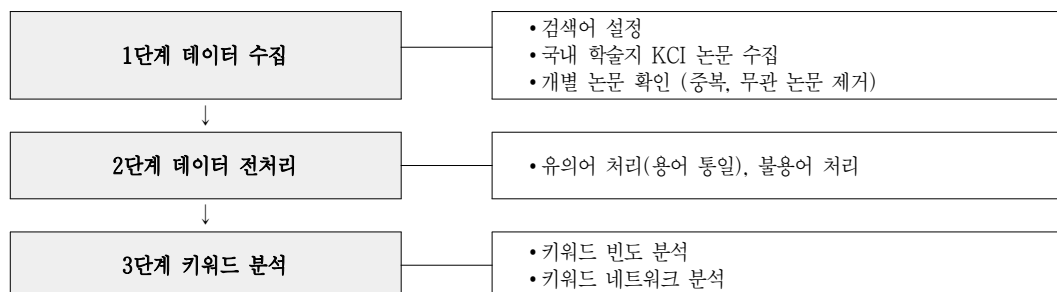 1단계 데이터 수집
• 검색어 설정
• 국내 학술지 KCI 논문 수집
• 개별 논문 확인 (중복, 무관 논문 제거)
↓
2단계 데이터 전처리
• 유의어 처리(용어 통일), 불용어 처리
↓
3단계 키워드 분석
• 키워드 빈도 분석
• 키워드 네트워크 분석